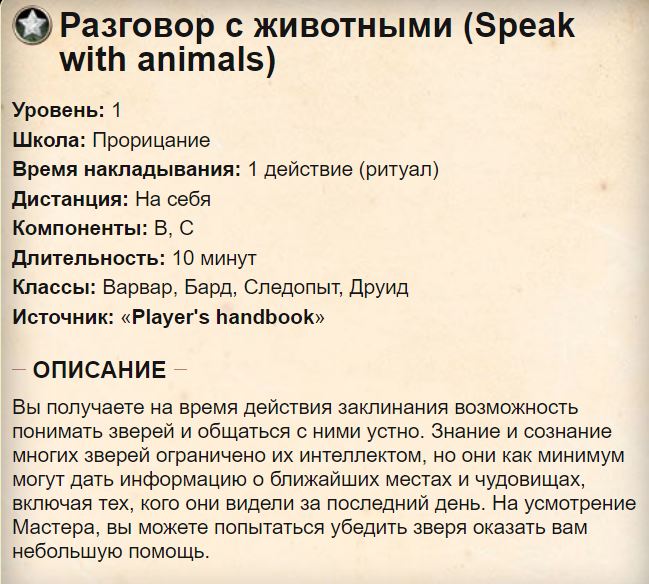 Разговор с животными (Speak
with animals)
Уровень: 1
Школа: Прорицание
Время накладывания: 1 действие (ритуал)
Дистанция: На себя
Компоненты: В, С
Длительность: 10 минут
Классы: Варвар, Бард, Следопыт, Друид
Источник: «Player's handbook»
ОПИСАНИЕ
Вы получаете на время действия заклинания возможность
понимать зверей и общаться с ними устно. Знание и сознание
многих зверей ограничено их интеллектом, но они как минимум
могут дать информацию о ближайших местах и чудовищах,
включая тех, кого они видели за последний день. На усмотрение
Мастера, вы можете попытаться убедить зверя оказать вам
небольшую помощь.